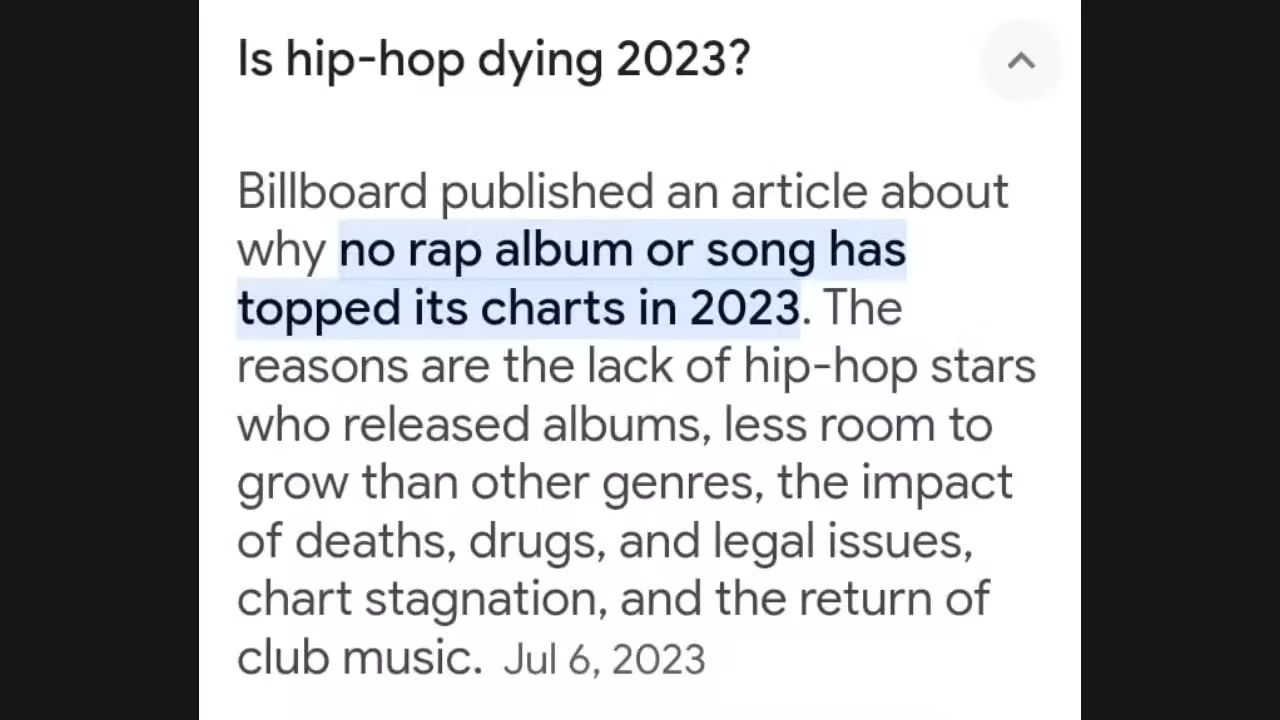 Is hip-hop dying 2023?
Billboard published an article about
why no rap album or song has
topped its charts in 2023. The
reasons are the lack of hip-hop stars
who released albums, less room to
grow than other genres, the impact
of deaths, drugs, and legal issues,
chart stagnation, and the return of
club music. Jul 6, 2023